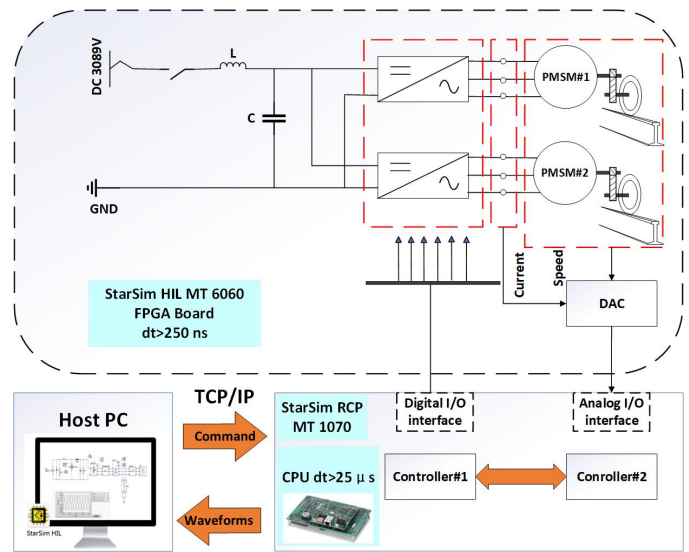 DC 3089V
L
C
GND
PMSM#1
PMSM#2
StarSim HIL MT 6060
FPGA Board
dt>250 ns
Current
Speed
DAC
TCP/IP
Host PC
Command
Waveforms
StarSim HIL
StarSim RCP
MT 1070
CPU dt>25 μ s
Digital I/O
interface
Analog I/O
interface
Controller#1
Conroller#2